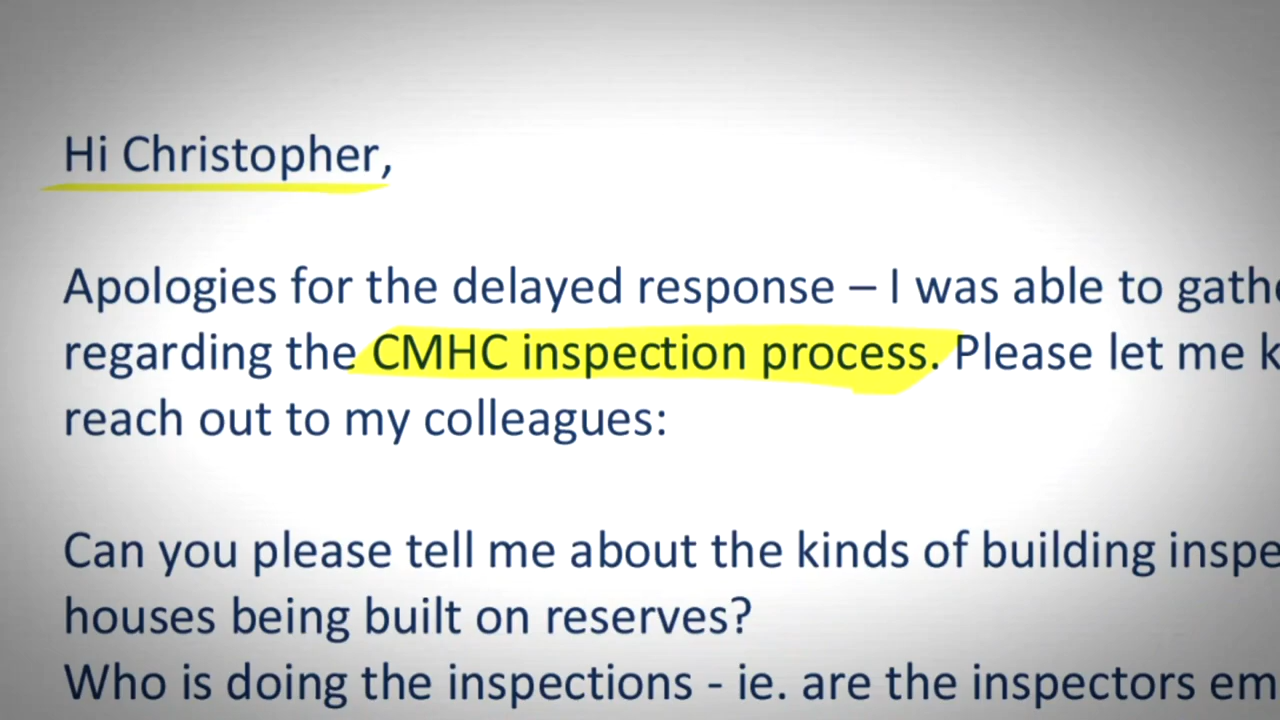 Hi Christopher,
Apologies for the delayed response – I was able to
regarding the CMHC inspection process. Please let me
reach out to my colleagues:
Can you please tell me about the kinds of building
houses being built on reserves?
Who is doing the inspections - ie. are the inspectors